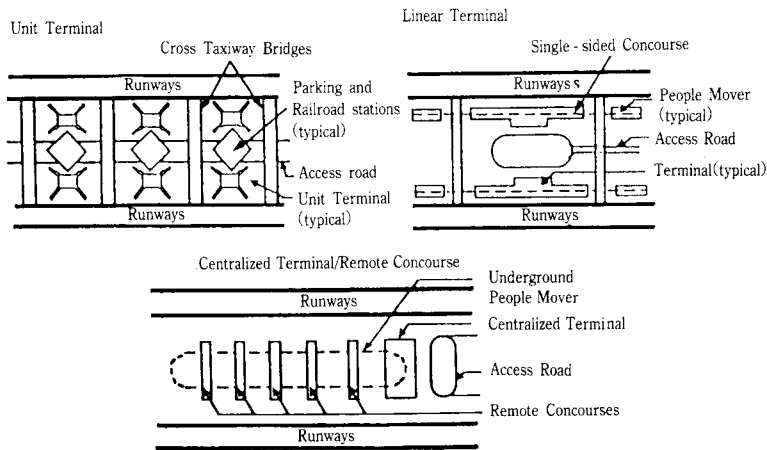 Unit Terminal
Cross Taxiway Bridges
Runways
Parking and
Railroad stations
(typical)
Access road
Unit Terminal
(typical)
Runways
Linear Terminal
Single-sided Concourse
Runways s
People Mover
(typical)
Access Road
Terminal(typical)
Runways
.Centralized Terminal/Remote Concourse
Underground
People Mover
Runways
Centralized Terminal
Access Road
Remote Concourses
Runways